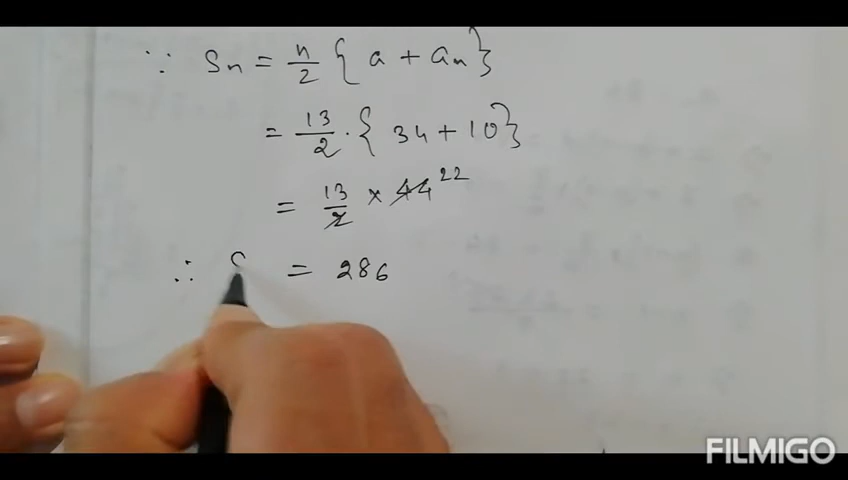 ∵ Sn = n/2 { a + an }
= 13/2 · { 34 + 10 }
= 13/2 × 44 22
∴ S = 286
FILMIGO